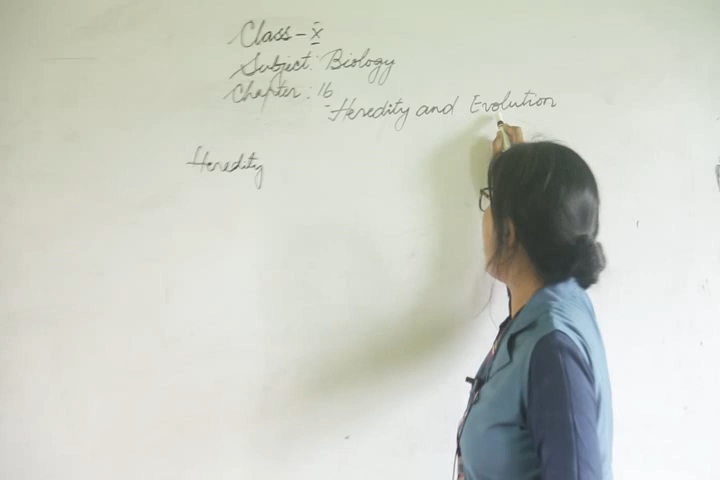 Class - X
Subject: Biology
Chapter: 16
- Heredity and Evolution
Heredity